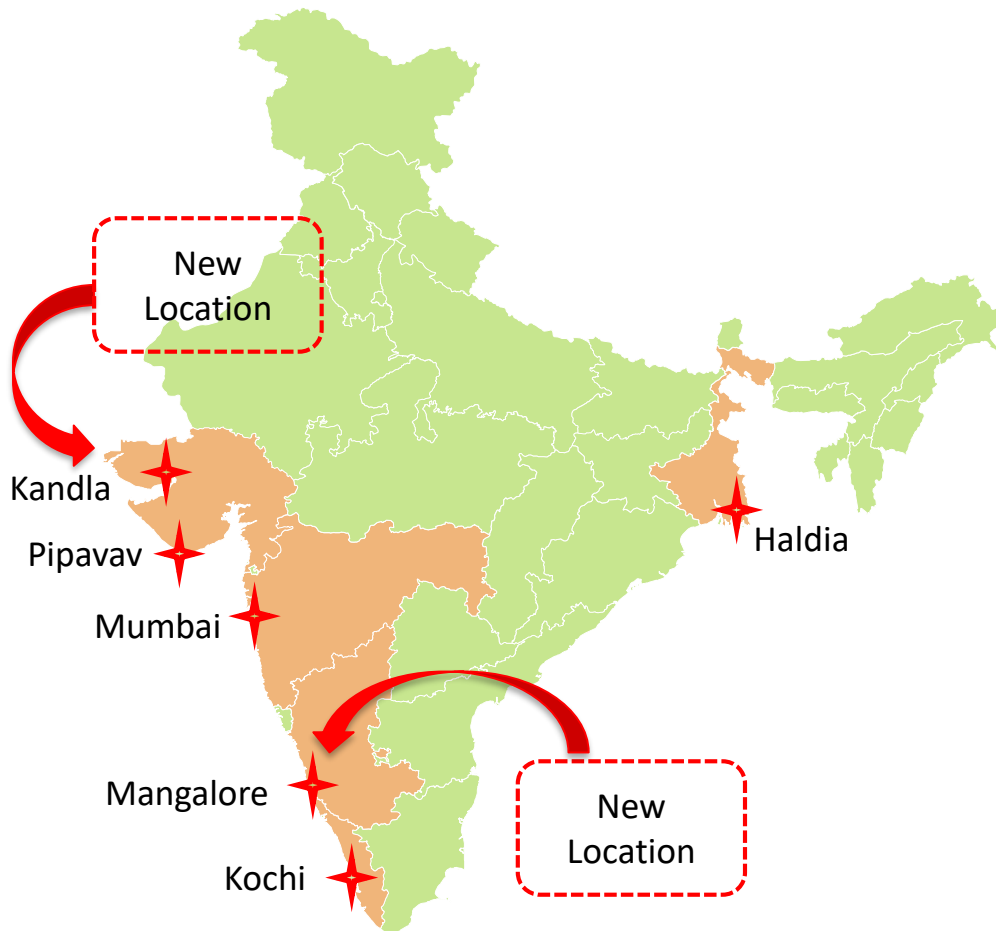 New
Location
Kandla
Pipavav
Haldia
Mumbai
Mangalore
New
Location
Kochi